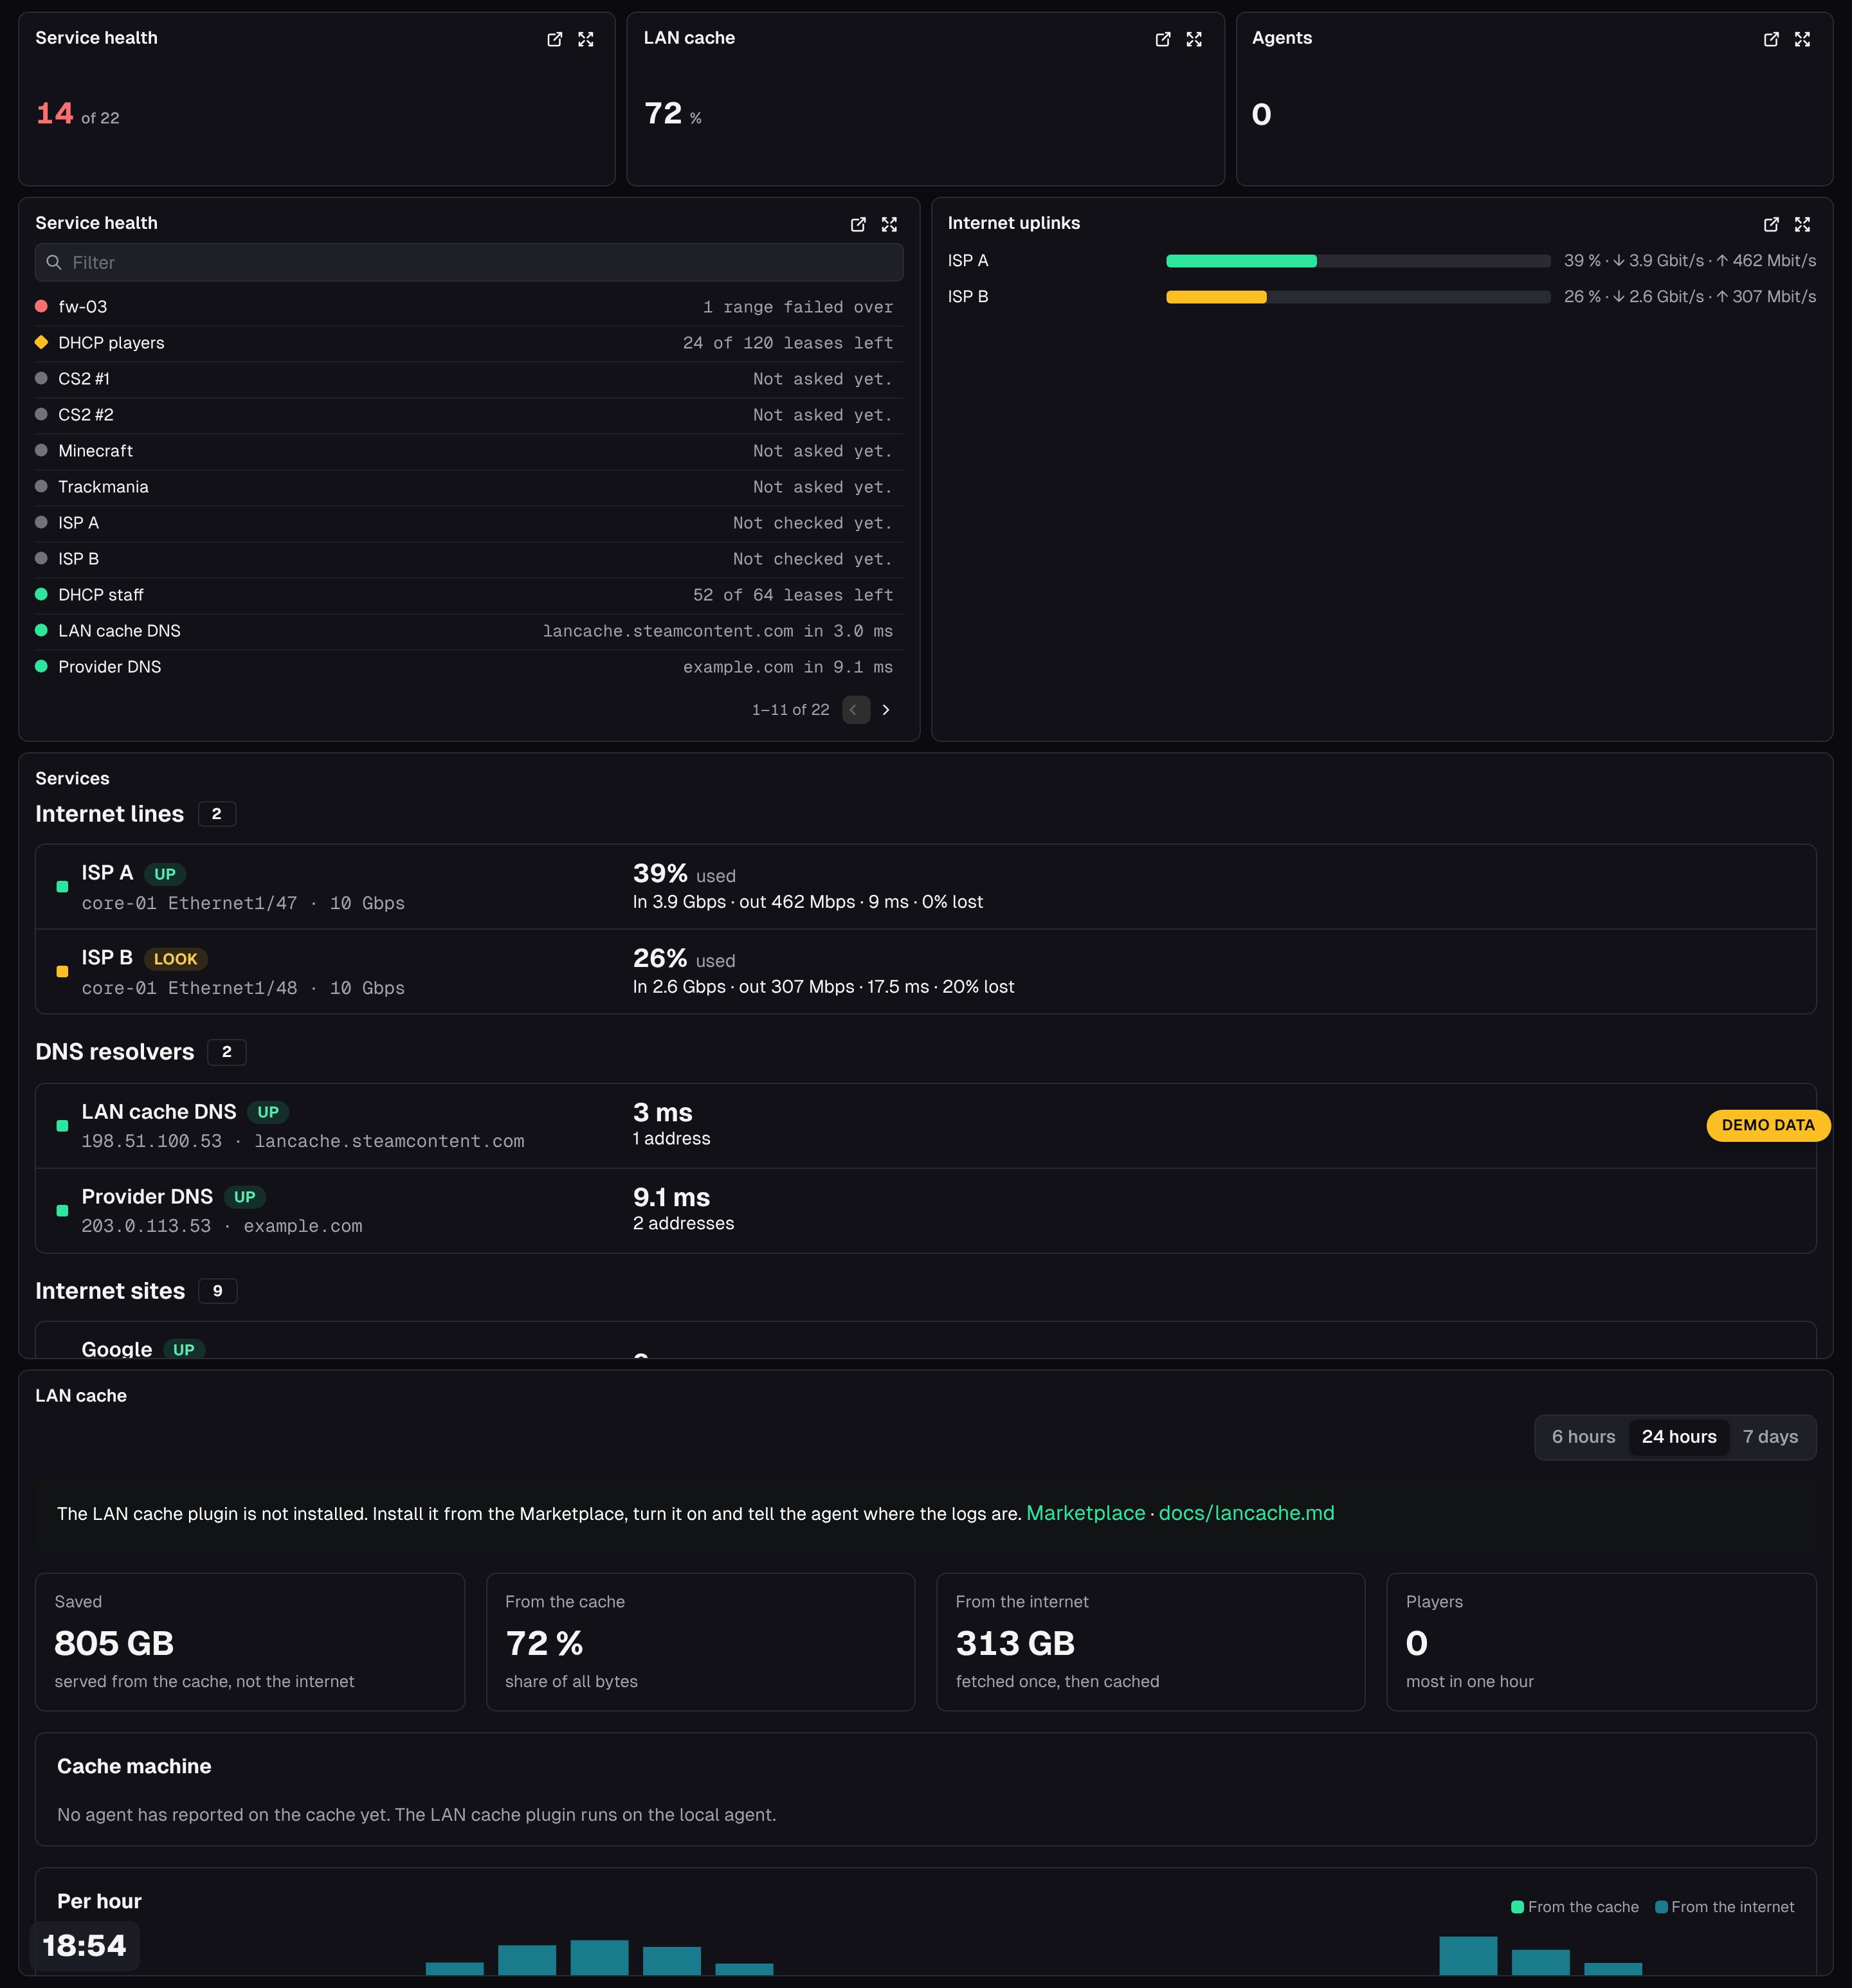 Service health
14 of 22
LAN cache
72 %
Agents
0
Service health
Filter
fw-03 1 range failed over
DHCP players 24 of 120 leases left
CS2 #1 Not asked yet.
CS2 #2 Not asked yet.
Minecraft Not asked yet.
Trackmania Not asked yet.
ISP A Not checked yet.
ISP B Not checked yet.
DHCP staff 52 of 64 leases left
LAN cache DNS lancache.steamcontent.com in 3.0 ms
Provider DNS example.com in 9.1 ms
1–11 of 22
Internet uplinks
ISP A 39 % · ↓ 3.9 Gbit/s · ↑ 462 Mbit/s
ISP B 26 % · ↓ 2.6 Gbit/s · ↑ 307 Mbit/s
Services
Internet lines 2
ISP A UP
core-01 Ethernet1/47 · 10 Gbps
39% used
In 3.9 Gbps · out 462 Mbps · 9 ms · 0% lost
ISP B LOOK
core-01 Ethernet1/48 · 10 Gbps
26% used
In 2.6 Gbps · out 307 Mbps · 17.5 ms · 20% lost
DNS resolvers 2
LAN cache DNS UP
198.51.100.53 · lancache.steamcontent.com
3 ms
1 address
DEMO DATA
Provider DNS UP
203.0.113.53 · example.com
9.1 ms
2 addresses
Internet sites 9
Google UP
LAN cache
6 hours 24 hours 7 days
The LAN cache plugin is not installed. Install it from the Marketplace, turn it on and tell the agent where the logs are. Marketplace · docs/lancache.md
Saved
805 GB
served from the cache, not the internet
From the cache
72 %
share of all bytes
From the internet
313 GB
fetched once, then cached
Players
0
most in one hour
Cache machine
No agent has reported on the cache yet. The LAN cache plugin runs on the local agent.
Per hour
From the cache From the internet
18:54